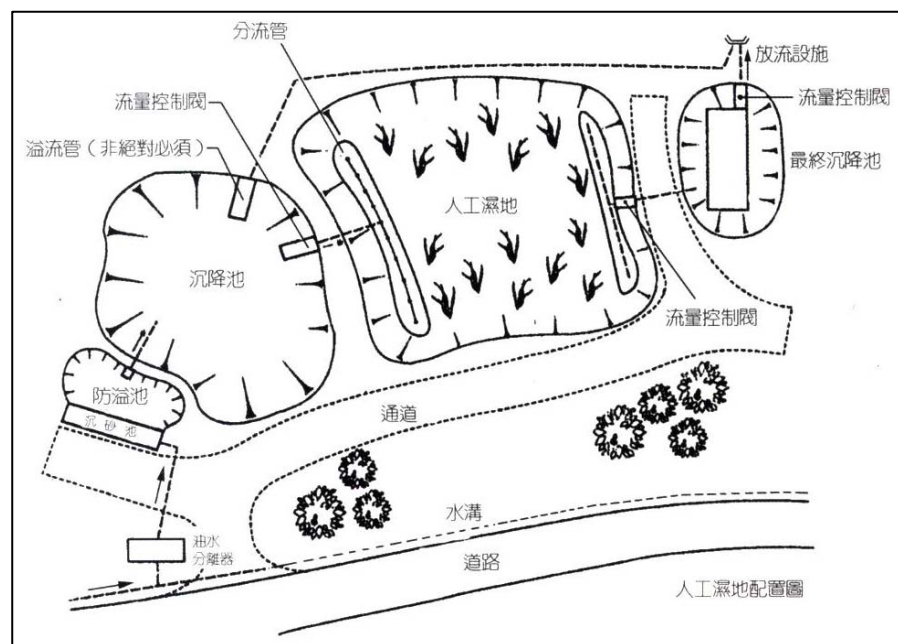 分流管
放流設施
流量控制閥
流量控制閥
溢流管（非絕對必須）
最終沉降池
人工濕地
沉降池
流量控制閥
防溢池
沉砂池
通道
水溝
油水
分離器
道路
人工濕地配置圖